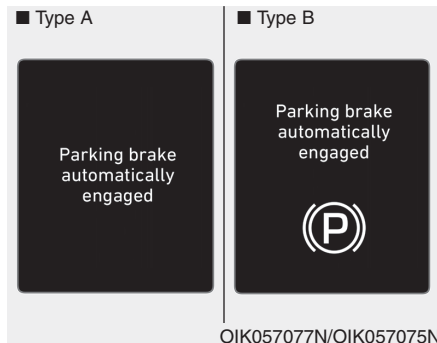 ■ Type A
Parking brake
automatically
engaged
■ Type B
Parking brake
automatically
engaged
P
OIK057077N/OIK057075N